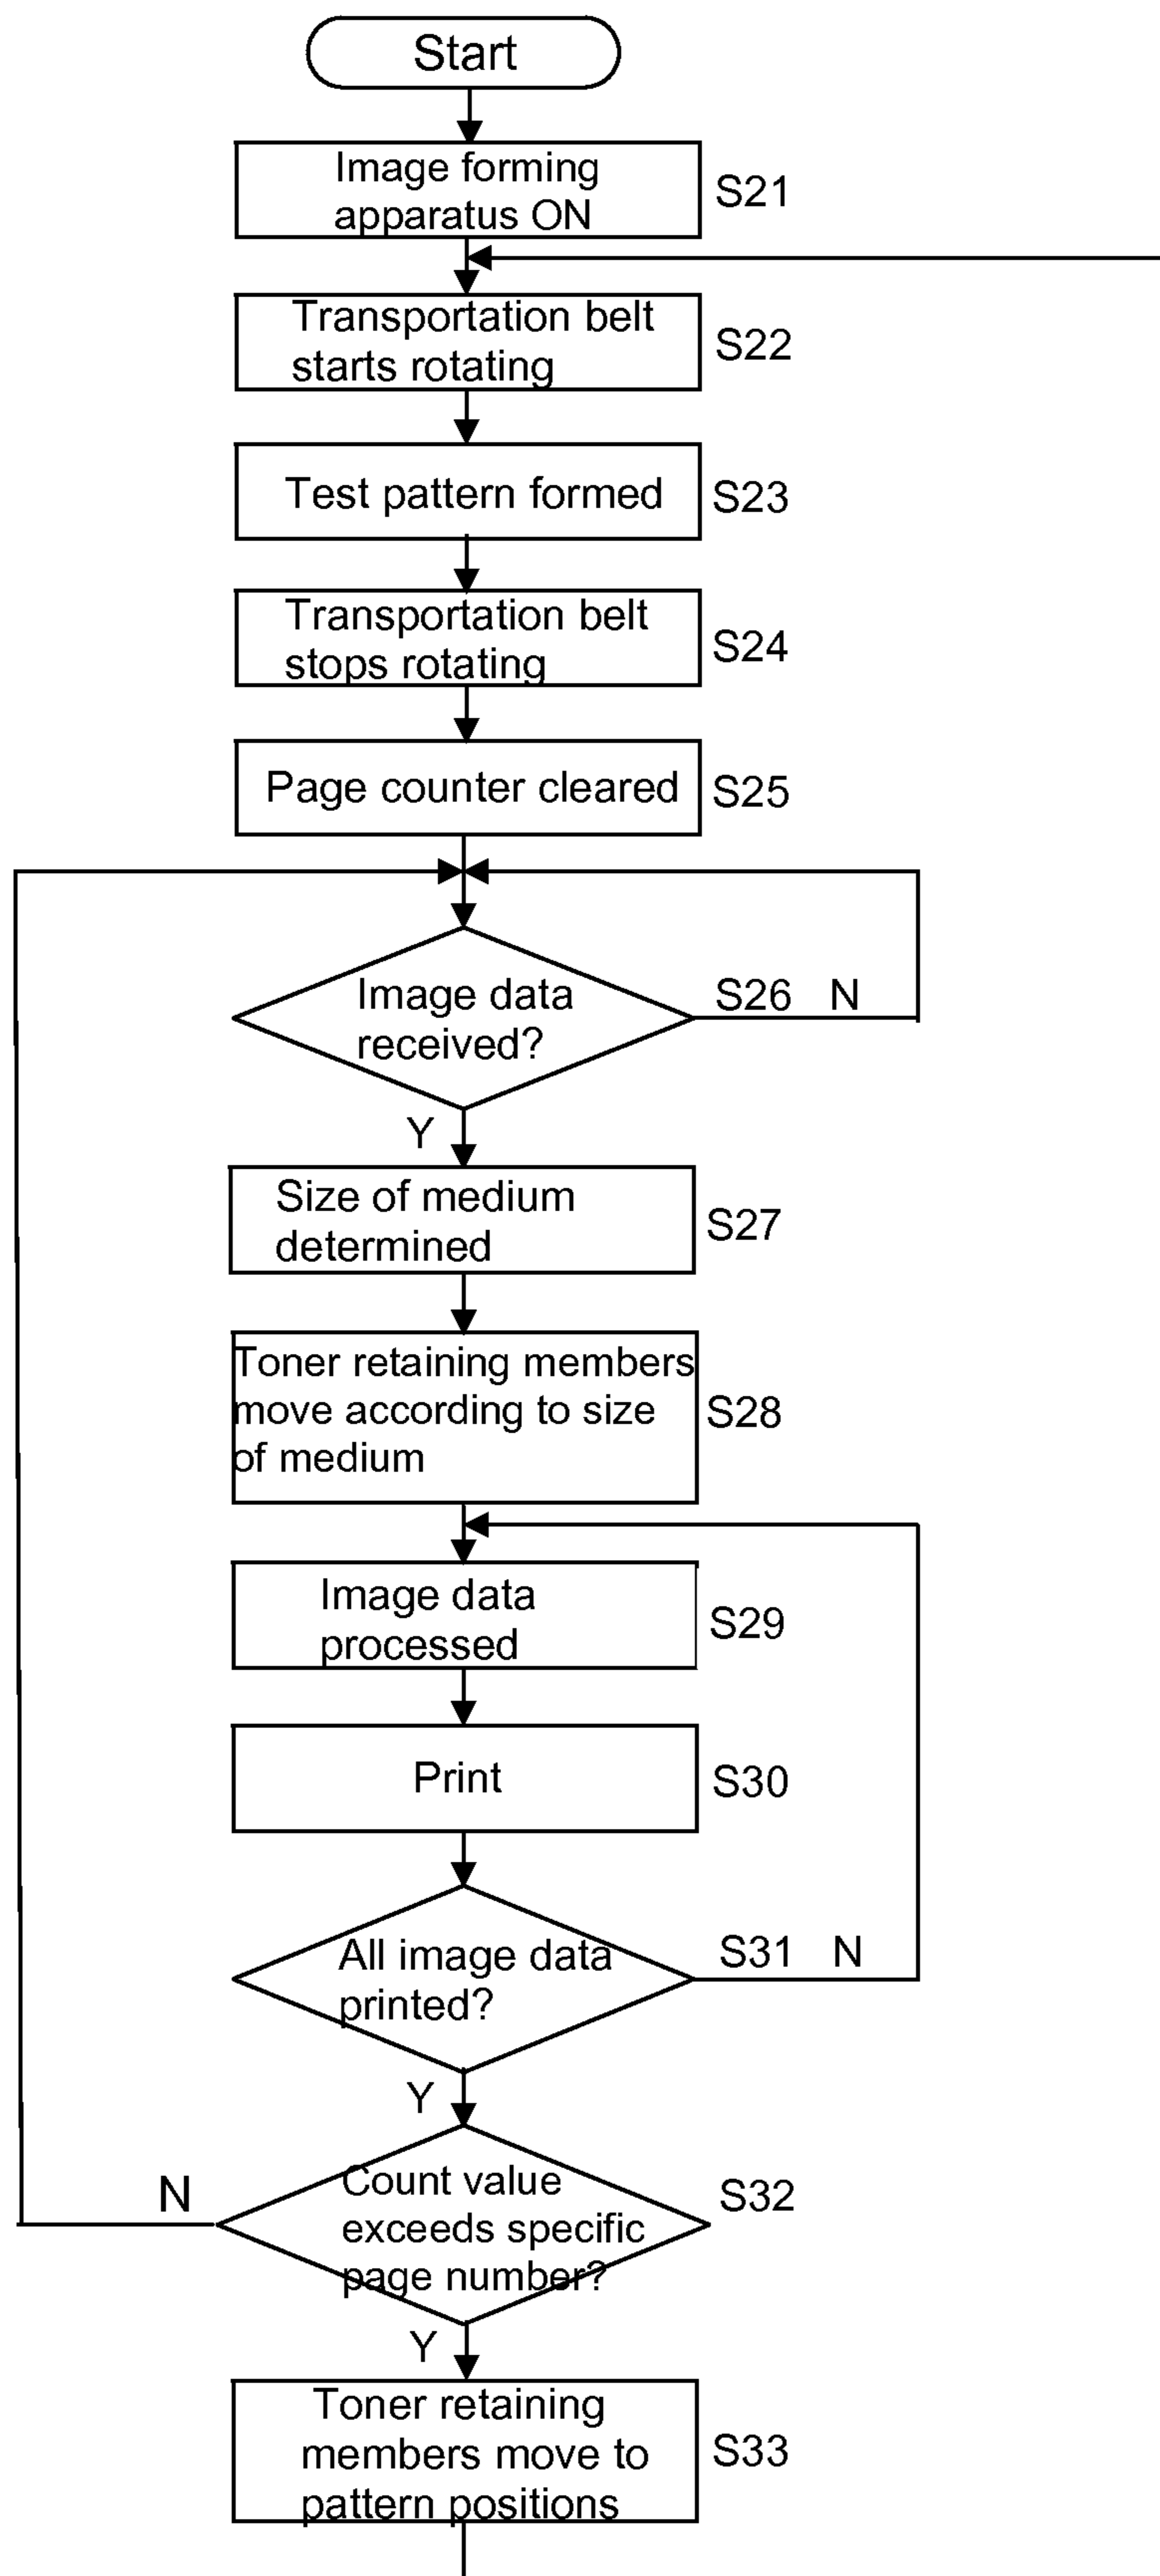 Start
Image forming
apparatus ON
S21
Transportation belt
starts rotating
S22
Test pattern formed
S23
Transportation belt
stops rotating
S24
Page counter cleared
S25
Image data
received?
S26 N
Y
Size of medium
determined
S27
Toner retaining members
move according to size
of medium
S28
Image data
processed
S29
Print
S30
All image data
printed?
S31 N
Y
Count value
exceeds specific
page number?
S32
N
Y
Toner retaining
members move to
pattern positions
S33